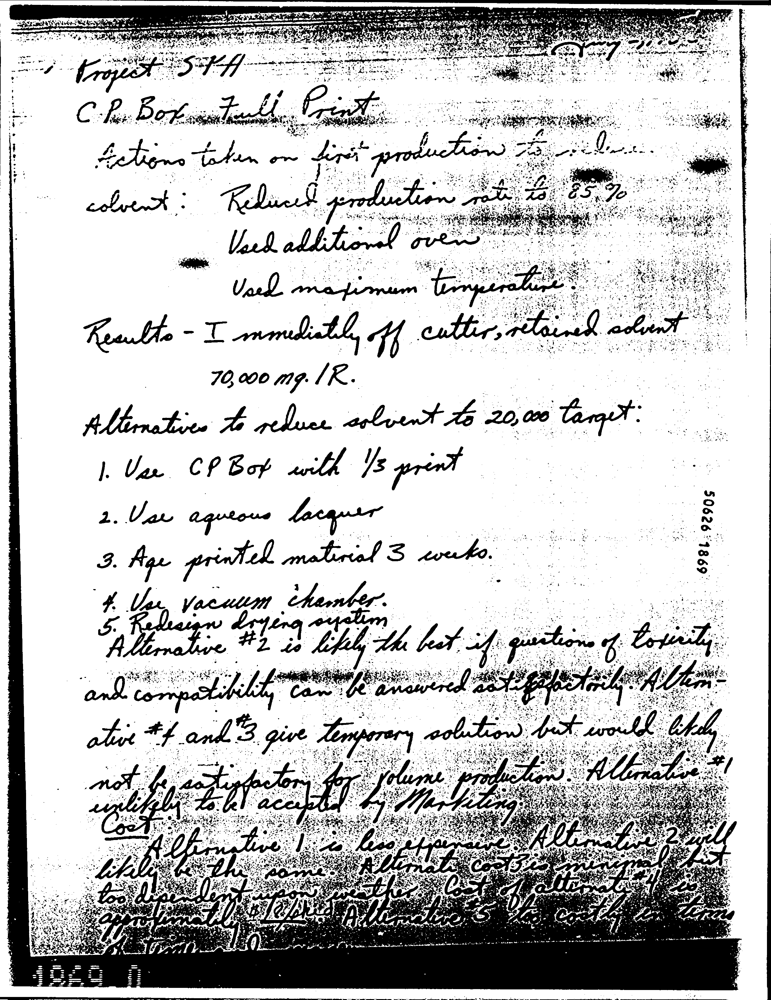 Project SPA
C.P. Box Full Print
Actions taken on first production to
solvent: Reduced production rate to 85%
Used additional oven
Used maximum temperature.
Results - Immediately off cutter, retained solvent
70,000 mg./R.
Alternatives to reduce solvent to 20,000 target:
1. Use CP Box with 1/3 print
2. Use aqueous lacquer
3. Age printed material 3 weeks.
4. Use vacuum chamber.
5. Redesign drying system
Alternative #2 is likely the best if questions of toxicity
and compatibility can be answered satisfactorily. Altern-
ative #4 and #3 give temporary solution but would likely
not be satisfactory for volume production. Alternative #1
unlikely to be accepted by Marketing.
Cost
Alternative 1 is less expensive. Alternative 2 will
likely be the same. Alternate cost 3 is minimal but
too dependent upon weather. Cost of alternate #4 is
approximately Alternative 5 too costly in terms
of time and
50626 1869
1869 0